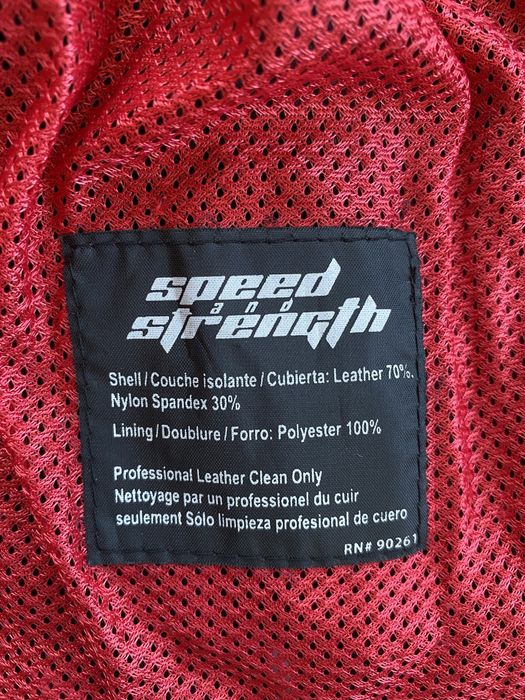 speed
and
strength
Shell / Couche isolante / Cubierta: Leather 70%.
Nylon Spandex 30%
Lining / Doublure / Forro: Polyester 100%
Professional Leather Clean Only
Nettoyage par un professionel du cuir
seulement Sólo limpieza profesional de cuero
RN# 90261